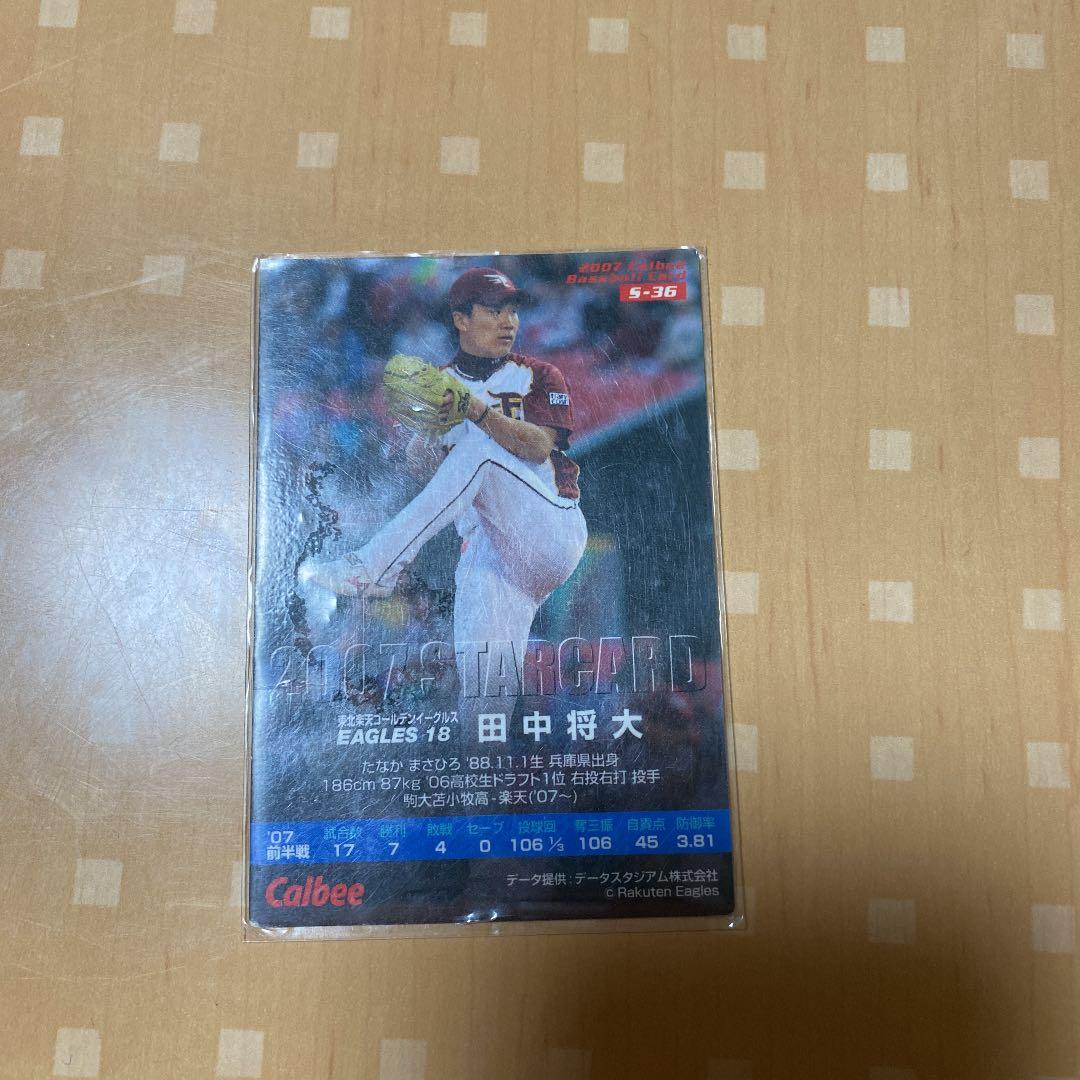 2007 Calbee
Baseball Card
S-36
2007 STARCARD
東北楽天ゴールデンイーグルス
EAGLES 18 田中将大
たなか まさひろ '88.11.1生 兵庫県出身
186cm 87kg '06高校生ドラフト1位 右投右打 投手
駒大苫小牧高-楽天('07～)
'07 試合数 勝利 敗戦 セーブ 投球回 奪三振 自責点 防御率
前半戦 17 7 4 0 106 1/3 106 45 3.81
データ提供：データスタジアム株式会社
Calbee
© Rakuten Eagles